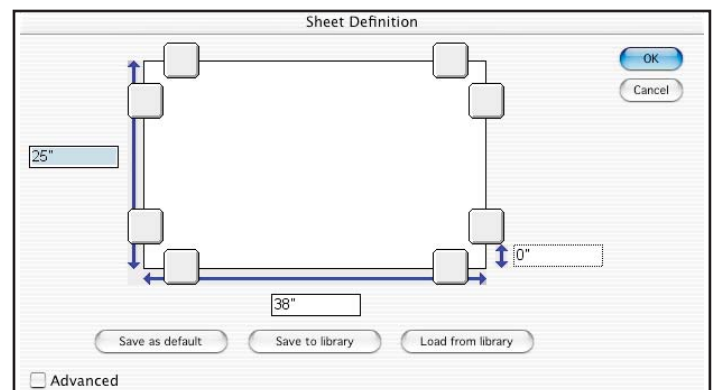 Sheet Definition
OK
Cancel
25"
0"
38"
Save as default
Save to library
Load from library
Advanced